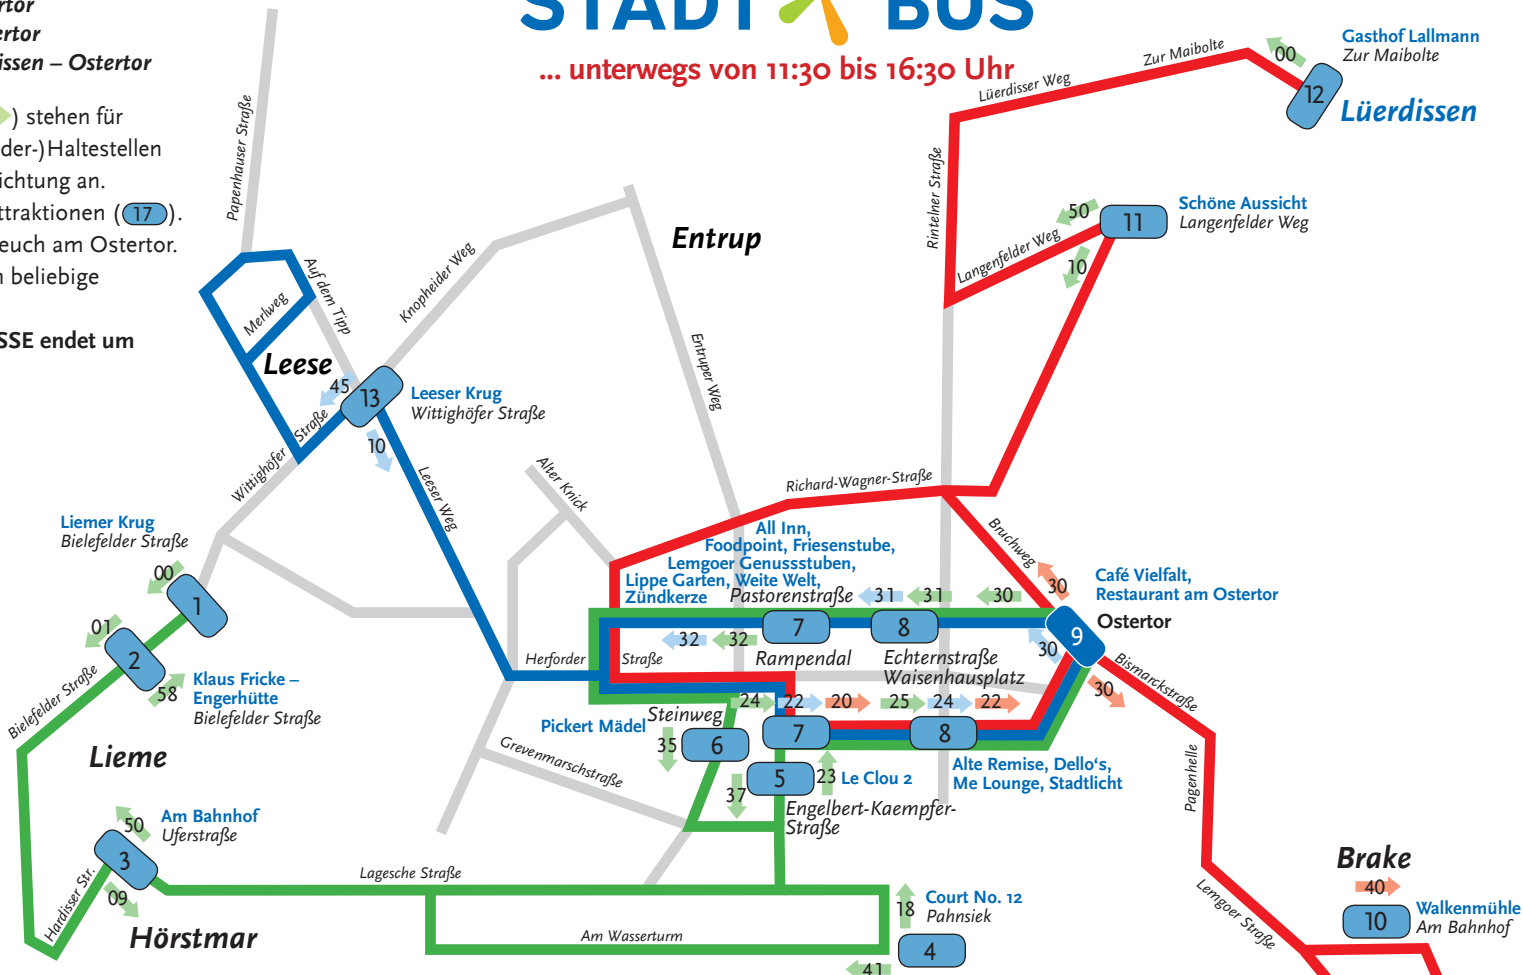 rtor
ertor
issen – Ostertor
) stehen für
der-)Haltestellen
ichtung an.
ttraktionen (17).
euch am Ostertor.
n beliebige
SSE endet um
STADT BUS
... unterwegs von 11:30 bis 16:30 Uhr
Gasthof Lallmann
Zur Maibolte
00
12
Lüerdissen
Zur Maibolte
Lüerdisser Weg
Rintelner Straße
Schöne Aussicht
Langenfelder Weg
50
11
10
Langenfelder Weg
Papenhauser Straße
Entrup
Knopheider Weg
Auf dem Tipp
Merlweg
Leese
45
13
Leeser Krug
Wittighöfer Straße
10
Wittighöfer
Straße
Leeser Weg
Entruper Weg
Alter Knick
Richard-Wagner-Straße
Bruchweg
Liemer Krug
Bielefelder Straße
00
1
01
2
58
Klaus Fricke –
Engerhütte
Bielefelder Straße
Bielefelder Straße
Lieme
All Inn,
Foodpoint, Friesenstube,
Lemgoer Genussstuben,
Lippe Garten, Weite Welt,
Zündkerze
Pastorenstraße
31
31
30
30
Café Vielfalt,
Restaurant am Ostertor
9
Ostertor
7
8
32
32
30
Herforder
Straße
Rampendal
Echternstraße
Waisenhausplatz
30
Bismarckstraße
24
22
20
25
24
22
Pickert Mädel
Steinweg
35
6
7
8
5
23
Le Clou 2
37
Alte Remise, Dello‘s,
Me Lounge, Stadtlicht
Engelbert-Kaempfer-
Straße
Grevenmarschstraße
Pagenhelle
Am Bahnhof
Uferstraße
50
3
09
Hardisser Str.
Hörstmar
Lagesche Straße
Am Wasserturm
18
Court No. 12
Pahnsiek
4
41
Lemgoer Straße
Brake
40
10
Walkenmühle
Am Bahnhof